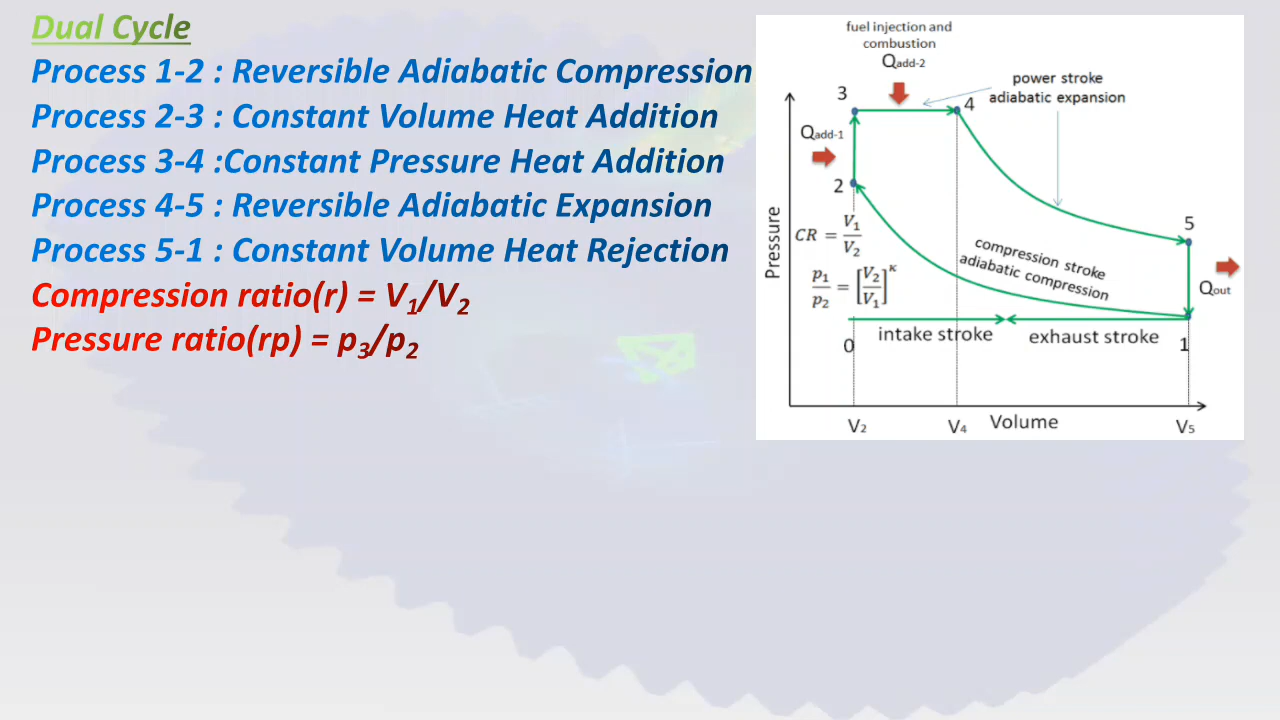 Dual Cycle
Process 1-2 : Reversible Adiabatic Compression
Process 2-3 : Constant Volume Heat Addition
Process 3-4 :Constant Pressure Heat Addition
Process 4-5 : Reversible Adiabatic Expansion
Process 5-1 : Constant Volume Heat Rejection
Compression ratio(r) = V₁/V₂
Pressure ratio(rp) = p₃/p₂
fuel injection and
combustion
Qadd-2
power stroke
adiabatic expansion
3
4
Qadd-1
2
5
Pressure
CR = V₁/V₂
p₁/p₂ = [V₂/V₁]^κ
compression stroke
adiabatic compression
Qout
intake stroke
exhaust stroke
0
1
V₂
V₄
Volume
V₅